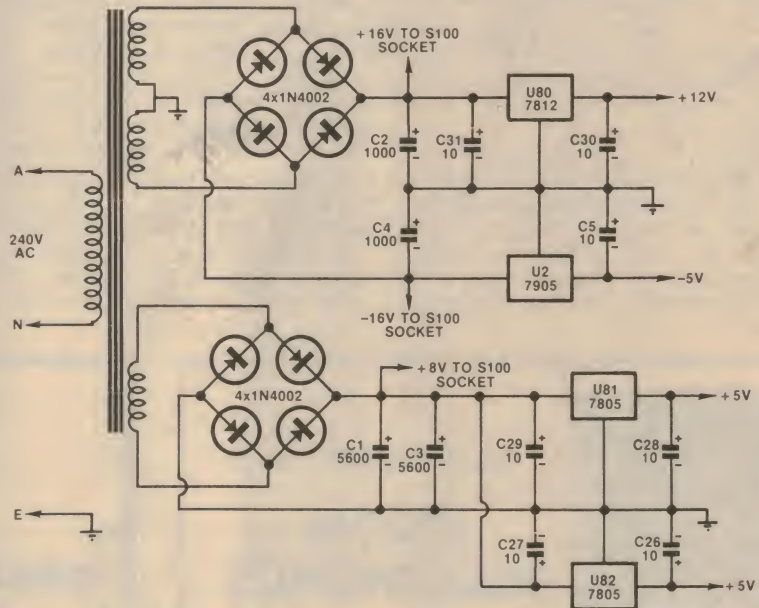 +16V TO S100
SOCKET
4x1N4002
U80
7812
+12V
C2
1000
C31
10
C30
10
A
240V
AC
N
C4
1000
C5
10
U2
7905
-5V
-16V TO S100
SOCKET
+8V TO S100
SOCKET
4x1N4002
U81
7805
+5V
C1
5600
C3
5600
C29
10
C28
10
E
C27
10
C26
10
U82
7805
+5V